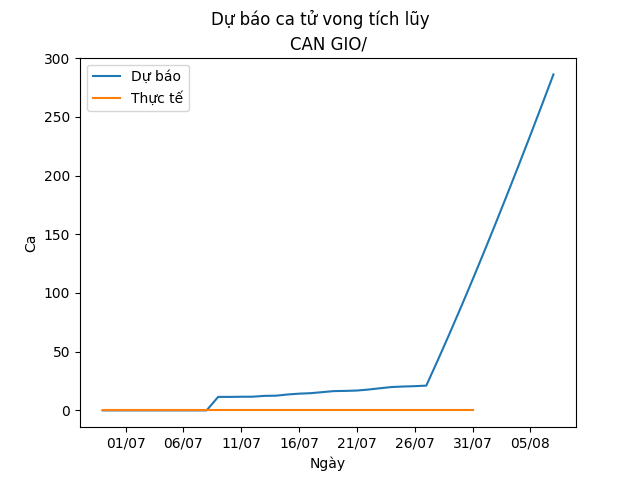 Dự báo ca tử vong tích lũy
CAN GIO/
Dự báo
Thực tế
300
250
200
150
100
50
0
Ca
01/07 06/07 11/07 16/07 21/07 26/07 31/07 05/08
Ngày